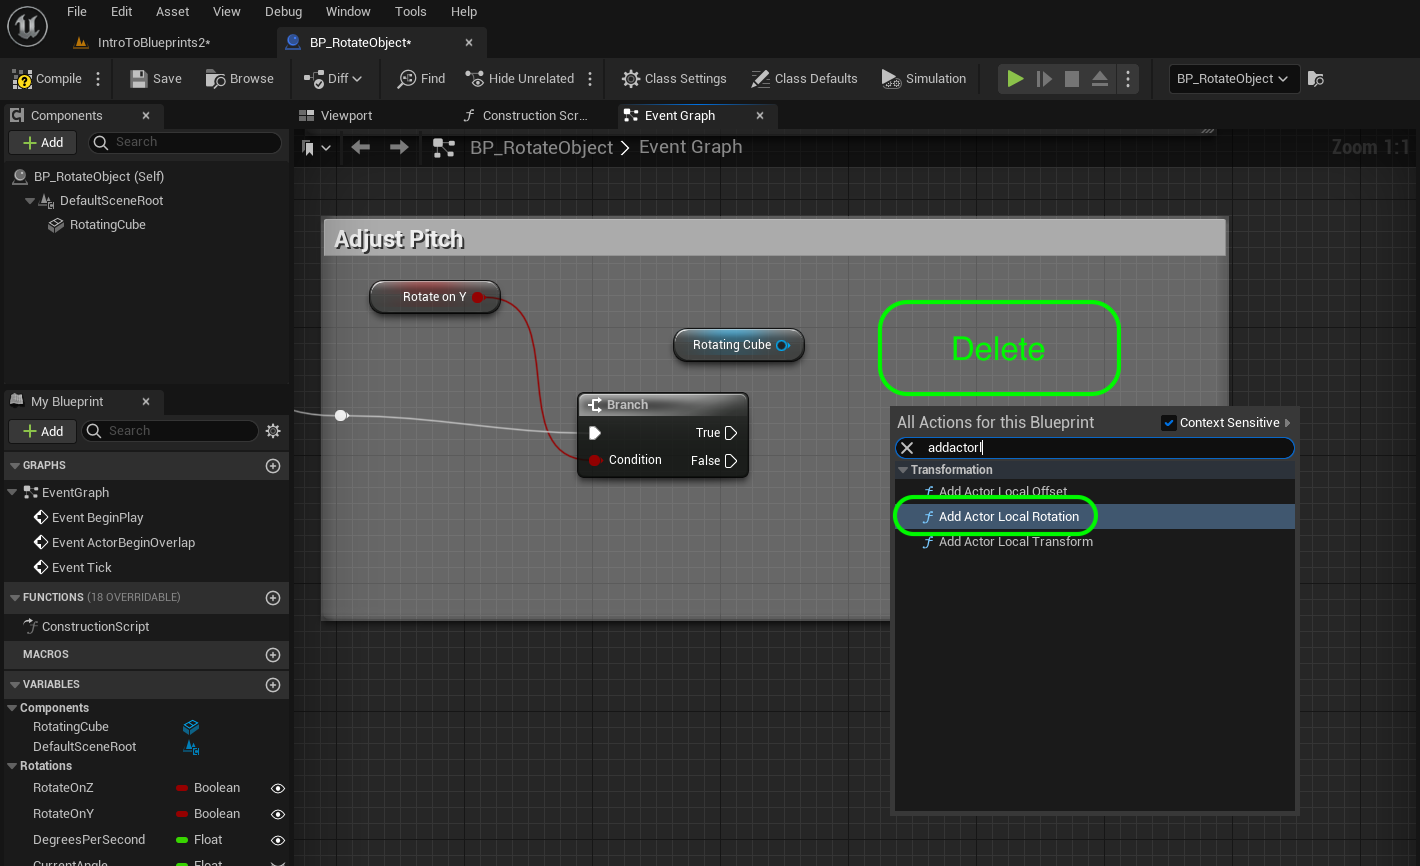 File Edit Asset View Debug Window Tools Help
IntroToBlueprints2*
BP_RotateObject*
Compile Save Browse Diff Find Hide Unrelated Class Settings Class Defaults Simulation BP_RotateObject
Components
Viewport
Construction Scr...
Event Graph
Add Search
BP_RotateObject > Event Graph
Zoom 1:1
BP_RotateObject (Self)
DefaultSceneRoot
RotatingCube
Adjust Pitch
Rotate on Y
Rotating Cube
Delete
Branch
True
Condition False
All Actions for this Blueprint Context Sensitive
addactorl
Transformation
Add Actor Local Offset
Add Actor Local Rotation
Add Actor Local Transform
My Blueprint
Add Search
GRAPHS
EventGraph
Event BeginPlay
Event ActorBeginOverlap
Event Tick
FUNCTIONS (18 OVERRIDABLE)
ConstructionScript
MACROS
VARIABLES
Components
RotatingCube
DefaultSceneRoot
Rotations
RotateOnZ Boolean
RotateOnY Boolean
DegreesPerSecond Float
CurrentAngle Float